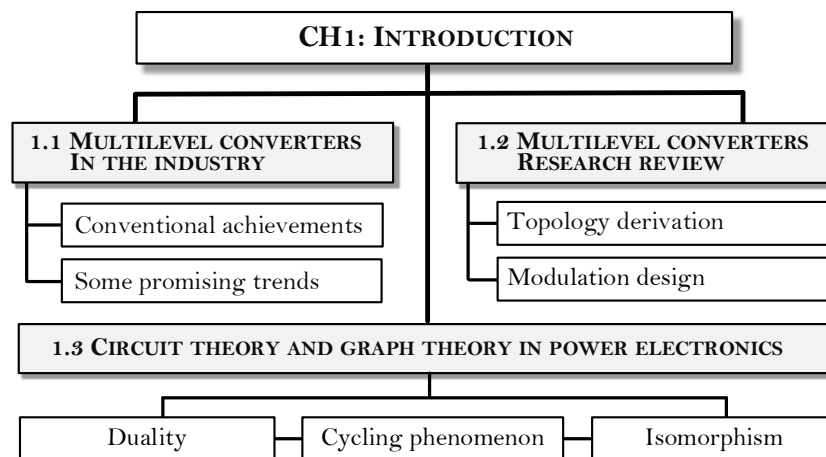 CH1: INTRODUCTION
1.1 MULTILEVEL CONVERTERS
IN THE INDUSTRY
Conventional achievements
Some promising trends
1.2 MULTILEVEL CONVERTERS
RESEARCH REVIEW
Topology derivation
Modulation design
1.3 CIRCUIT THEORY AND GRAPH THEORY IN POWER ELECTRONICS
Duality
Cycling phenomenon
Isomorphism